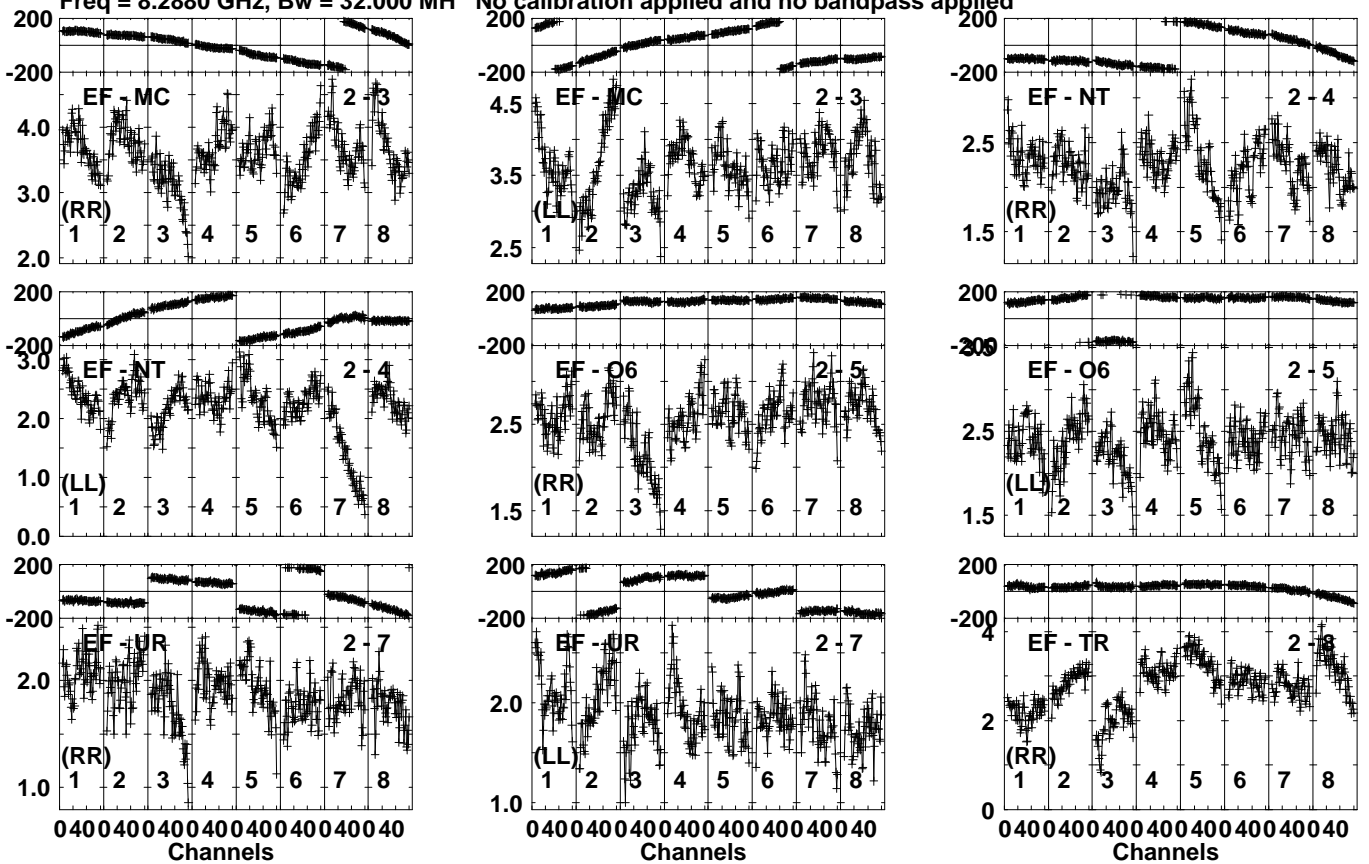 Freq = 8.2880 GHz, Bw = 32.000 MH No calibration applied and no bandpass applied
200 200 200
-200 -200 -200
EF - MC 2 - 3 EF - MC 2 - 3 EF - NT 2 - 4
4.0 4.5 2.5
3.0 3.5 1.5
2.0 2.5
(RR) (LL) (RR)
1 2 3 4 5 6 7 8 1 2 3 4 5 6 7 8 1 2 3 4 5 6 7 8
200 200 200
-200 -200 -200
3.0 3.5
EF - NT 2 - 4 EF - O6 2 - 5 EF - O6 2 - 5
2.0 2.5 2.5
1.0 1.5 1.5
0.0
(LL) (RR) (LL)
1 2 3 4 5 6 7 8 1 2 3 4 5 6 7 8 1 2 3 4 5 6 7 8
200 200 200
-200 -200 -200
EF - UR 2 - 7 EF - UR 2 - 7 EF - TR 2 - 8
2.0 2.0 4
1.0 1.0 2
0
(RR) (LL) (RR)
1 2 3 4 5 6 7 8 1 2 3 4 5 6 7 8 1 2 3 4 5 6 7 8
0 40 0 40 0 40 0 40 0 40 0 40 0 40 0 40 0 40 0 40 0 40 0 40 0 40 0 40 0 40 0 40 0 40 0 40 0 40 0 40 0 40 0 40 0 40 0 40
Channels Channels Channels